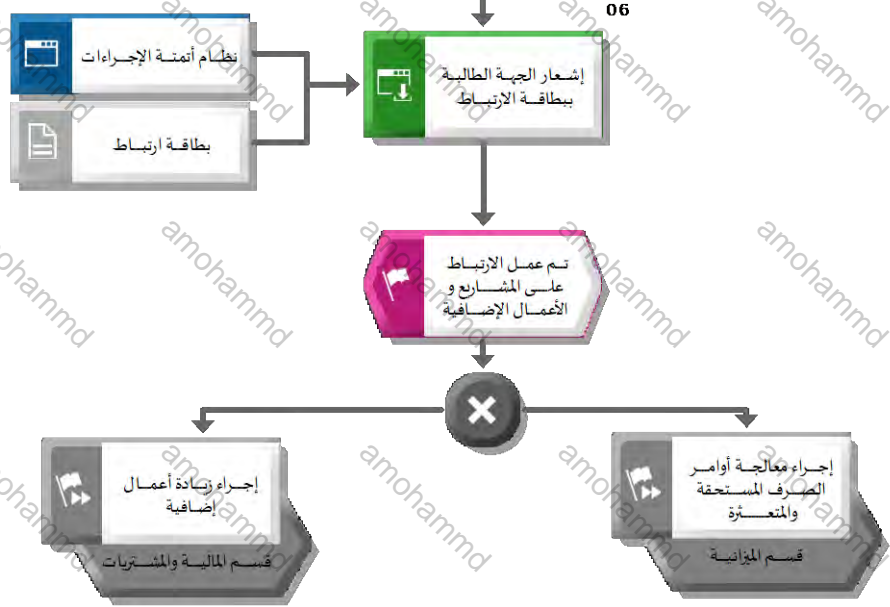 06
نظام أتمتة الإجراءات
إشعار الجهة الطالبة
ببطاقة الارتباط
بطاقة ارتباط
تم عمل الارتباط
على المشاريع و
الأعمال الإضافية
إجراء معالجة أوامر
الصرف المستحقة
والمتعثرة
قسم الميزانية
إجراء زيادة أعمال
إضافية
قسم المالية والمشتريات
amohammd